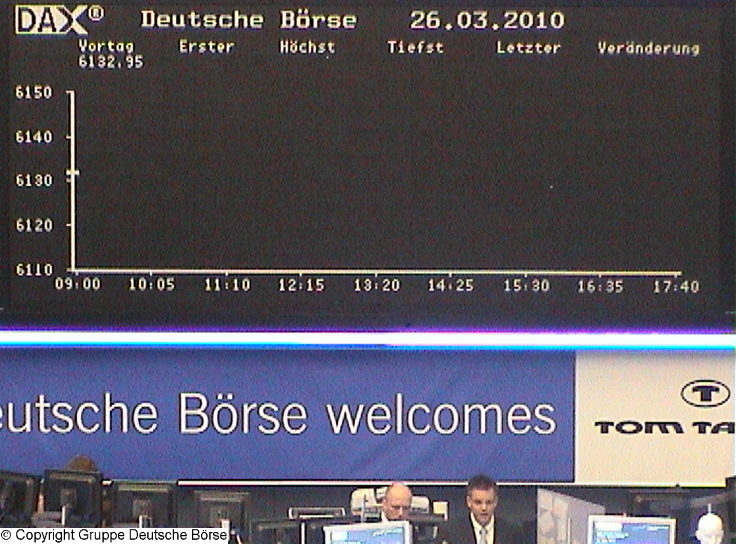 DAX® Deutsche Börse 26.03.2010
Vortag Erster Höchst Tiefst Letzter Veränderung
6132.95
6150
6140
6130
6120
6110
09:00 10:05 11:10 12:15 13:20 14:25 15:30 16:35 17:40
eutsche Börse welcomes
T
TOM TA
© Copyright Gruppe Deutsche Börse